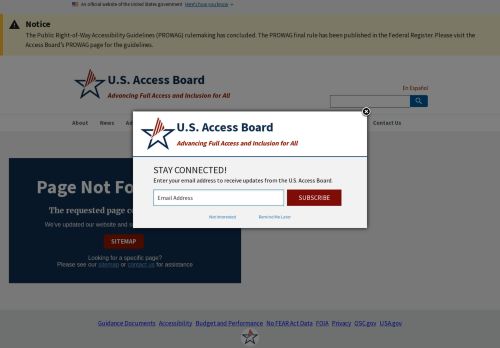 An official website of the United States government Here's how you know
Notice
The Public Right-of-Way Accessibility Guidelines (PROWAG) rulemaking has concluded. The PROWAG final rule has been published in the Federal Register. Please visit the
Access Board's PROWAG page for the guidelines.
U.S. Access Board
Advancing Full Access and Inclusion for All
En Español
About News Contact Us
U.S. Access Board
Advancing Full Access and Inclusion for All
STAY CONNECTED!
Enter your email address to receive updates from the U.S. Access Board.
Email Address SUBSCRIBE
Not Interested Remind Me Later
Page Not Fo
The requested page co
We've updated our website and s
SITEMAP
Looking for a specific page?
Please see our sitemap or contact us for assistance
Guidance Documents Accessibility Budget and Performance No FEAR Act Data FOIA Privacy OSC.gov USA.gov